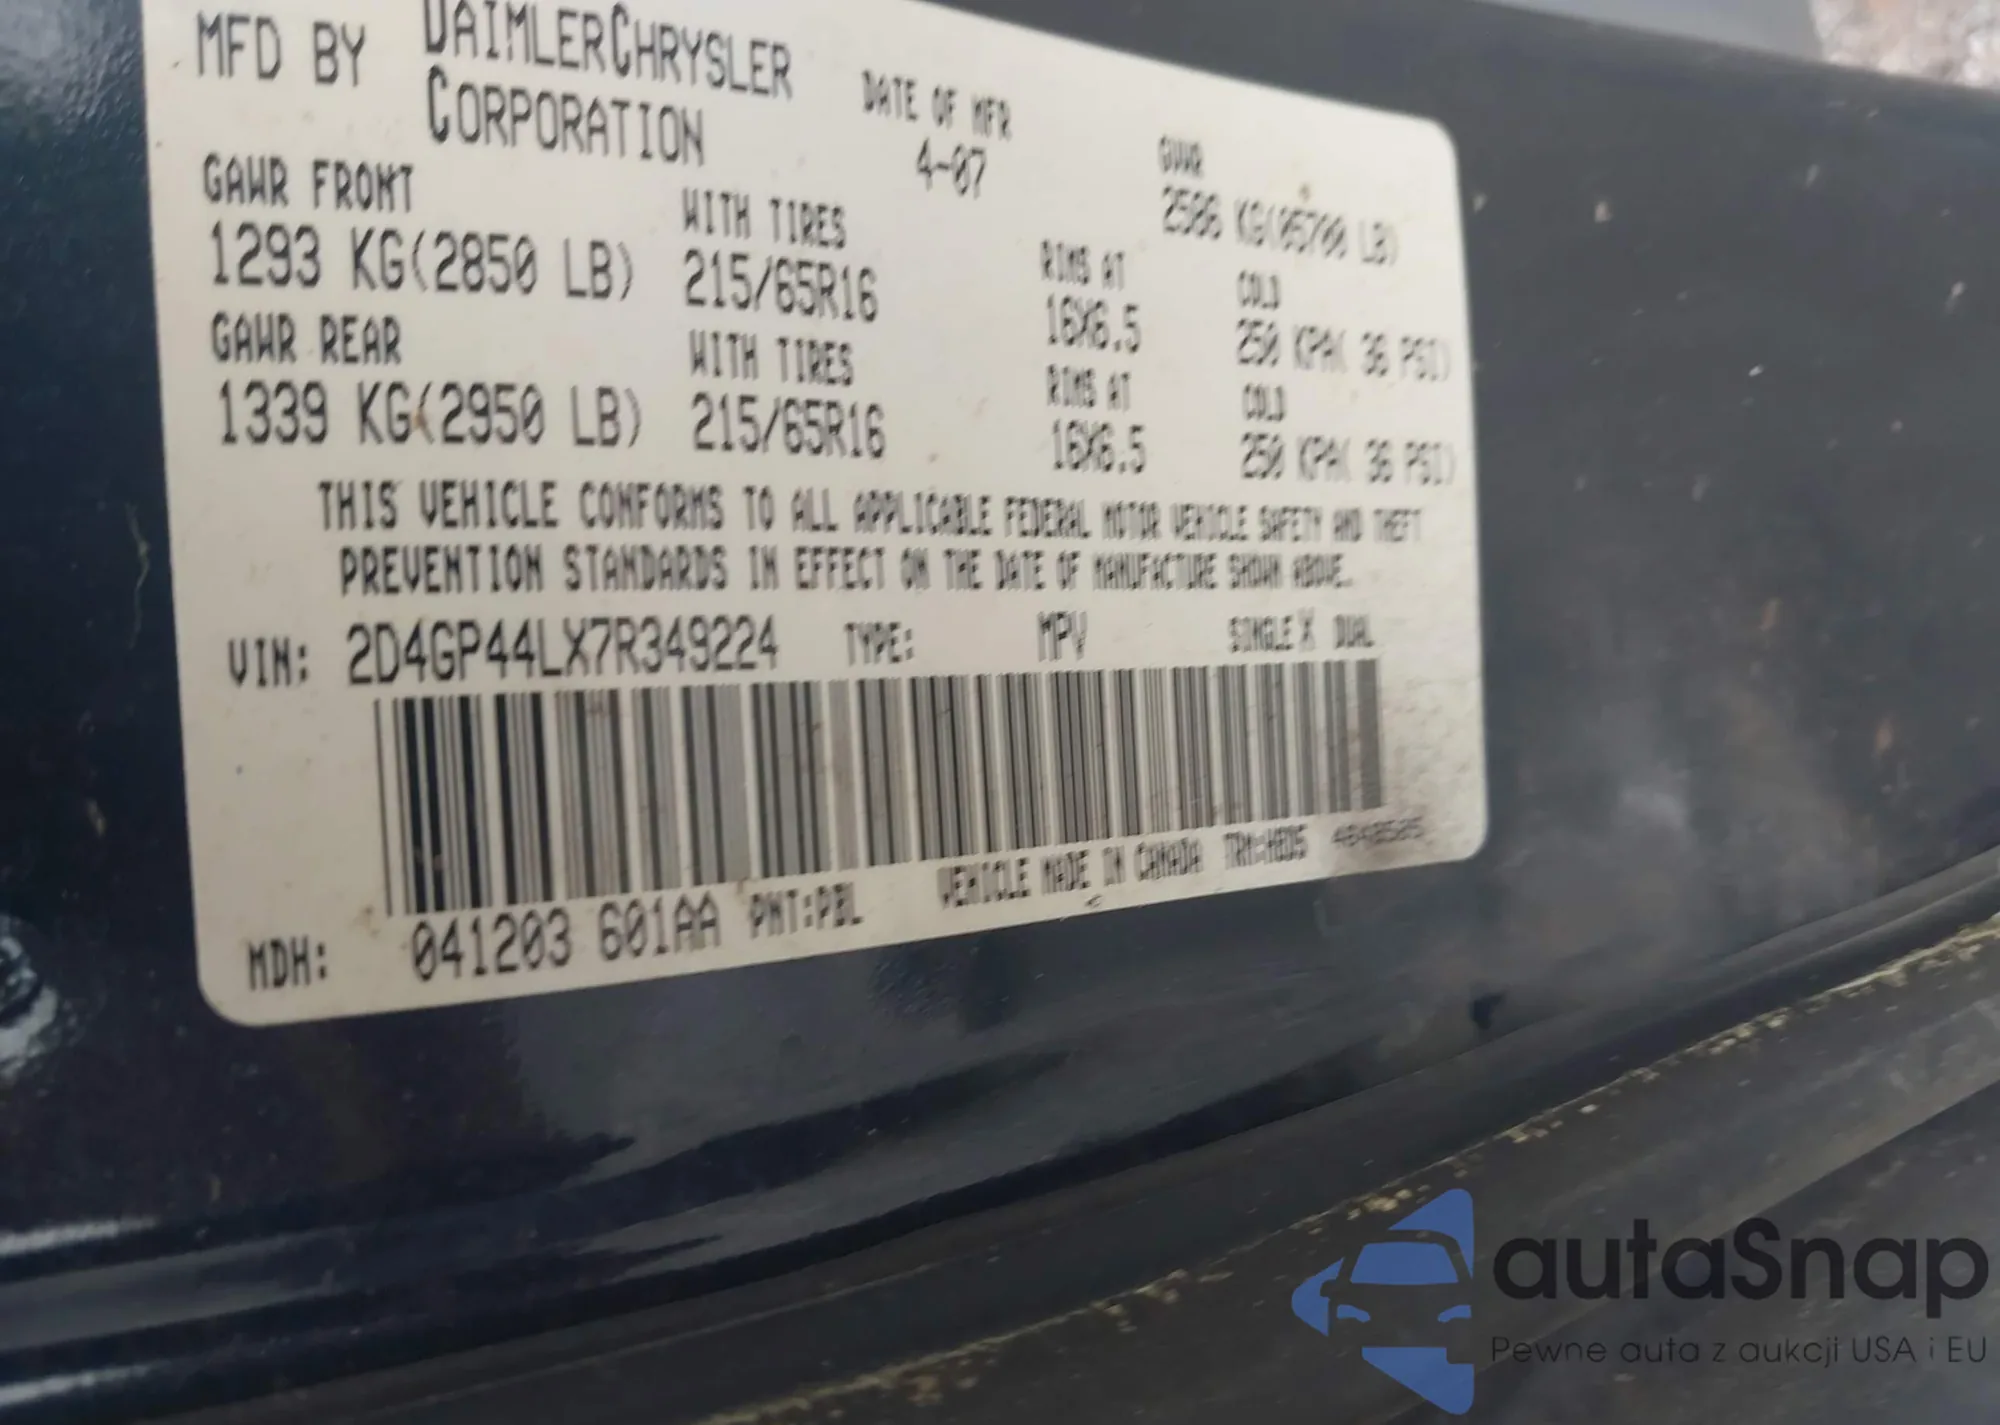 MFD BY DAIMLERCHRYSLER CORPORATION
DATE OF MFR 4-07
GVWR 2586 KG(05700 LB)
GAWR FRONT 1293 KG(2850 LB)
WITH TIRES 215/65R16
RIMS AT 16X6.5
COLD 250 KPA( 36 PSI)
GAWR REAR 1339 KG(2950 LB)
WITH TIRES 215/65R16
RIMS AT 16X6.5
COLD 250 KPA( 36 PSI)
THIS VEHICLE CONFORMS TO ALL APPLICABLE FEDERAL MOTOR VEHICLE SAFETY AND THEFT
PREVENTION STANDARDS IN EFFECT ON THE DATE OF MANUFACTURE SHOWN ABOVE.
VIN: 2D4GP44LX7R349224 TYPE: MPV SINGLE X DUAL
MDH: 041203 601AA PNT:PBL VEHICLE MADE IN CANADA
autaSnap
Pewne auta z aukcji USA i EU